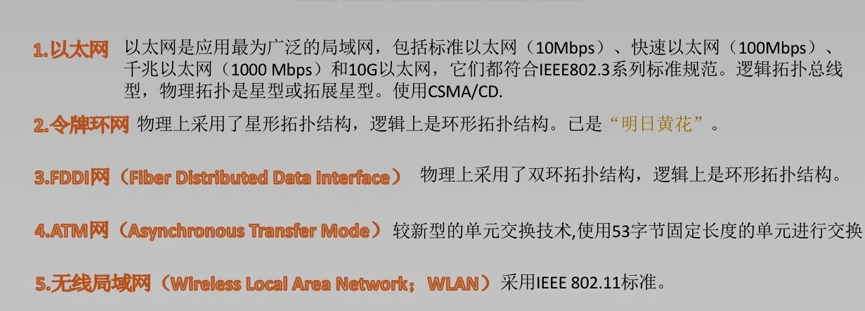 1.以太网 以太网是应用最为广泛的局域网，包括标准以太网（10Mbps）、快速以太网（100Mbps）、
千兆以太网（1000 Mbps）和10G以太网，它们都符合IEEE802.3系列标准规范。逻辑拓扑总线
型，物理拓扑是星型或拓展星型。使用CSMA/CD.
2.令牌环网 物理上采用了星形拓扑结构，逻辑上是环形拓扑结构。已是“明日黄花”。
3.FDDI网（Fiber Distributed Data Interface） 物理上采用了双环拓扑结构，逻辑上是环形拓扑结构。
4.ATM网（Asynchronous Transfer Mode）较新型的单元交换技术,使用53字节固定长度的单元进行交换
5.无线局域网（Wireless Local Area Network；WLAN）采用IEEE 802.11标准。